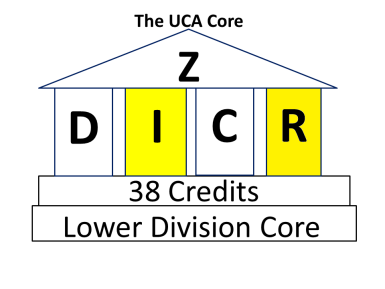 The UCA Core
Z
D I C R
38 Credits
Lower Division Core